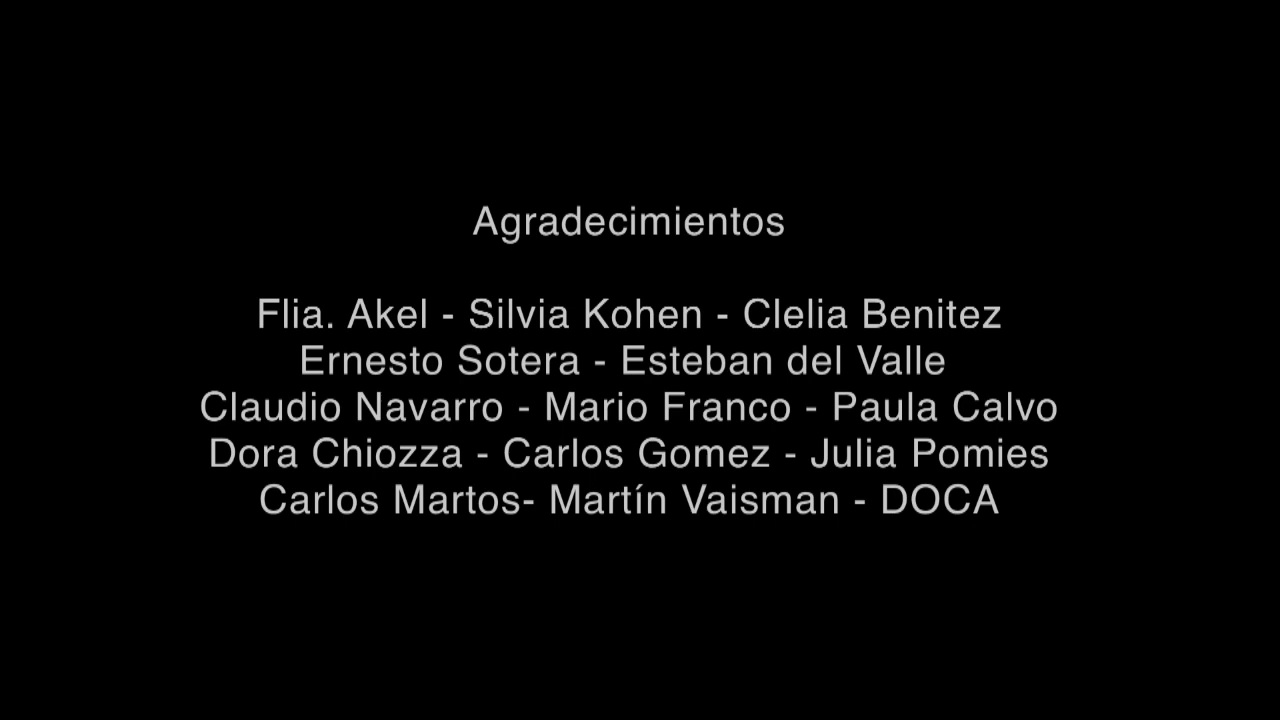 Agradecimientos
Flia. Akel - Silvia Kohen - Clelia Benitez
Ernesto Sotera - Esteban del Valle
Claudio Navarro - Mario Franco - Paula Calvo
Dora Chiozza - Carlos Gomez - Julia Pomies
Carlos Martos- Martín Vaisman - DOCA